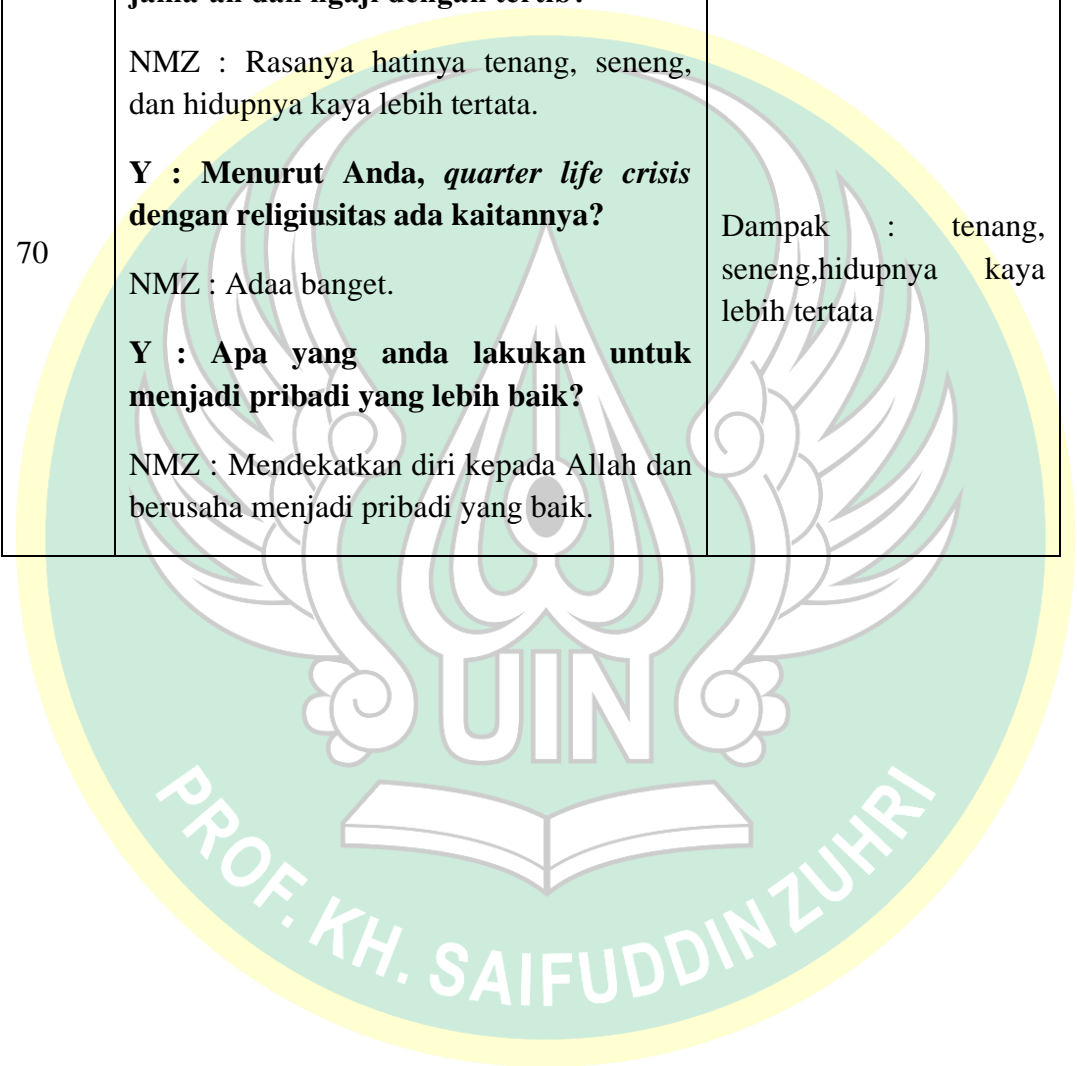 jama'ah dan ngaji dengan tertib?
NMZ : Rasanya hatinya tenang, seneng,
dan hidupnya kaya lebih tertata.
Y : Menurut Anda, quarter life crisis
dengan religiusitas ada kaitannya?
NMZ : Adaa banget.
Y : Apa yang anda lakukan untuk
menjadi pribadi yang lebih baik?
NMZ : Mendekatkan diri kepada Allah dan
berusaha menjadi pribadi yang baik.
70
Dampak : tenang,
seneng,hidupnya kaya
lebih tertata
UIN
PROF. KH. SAIFUDDIN ZUHRI